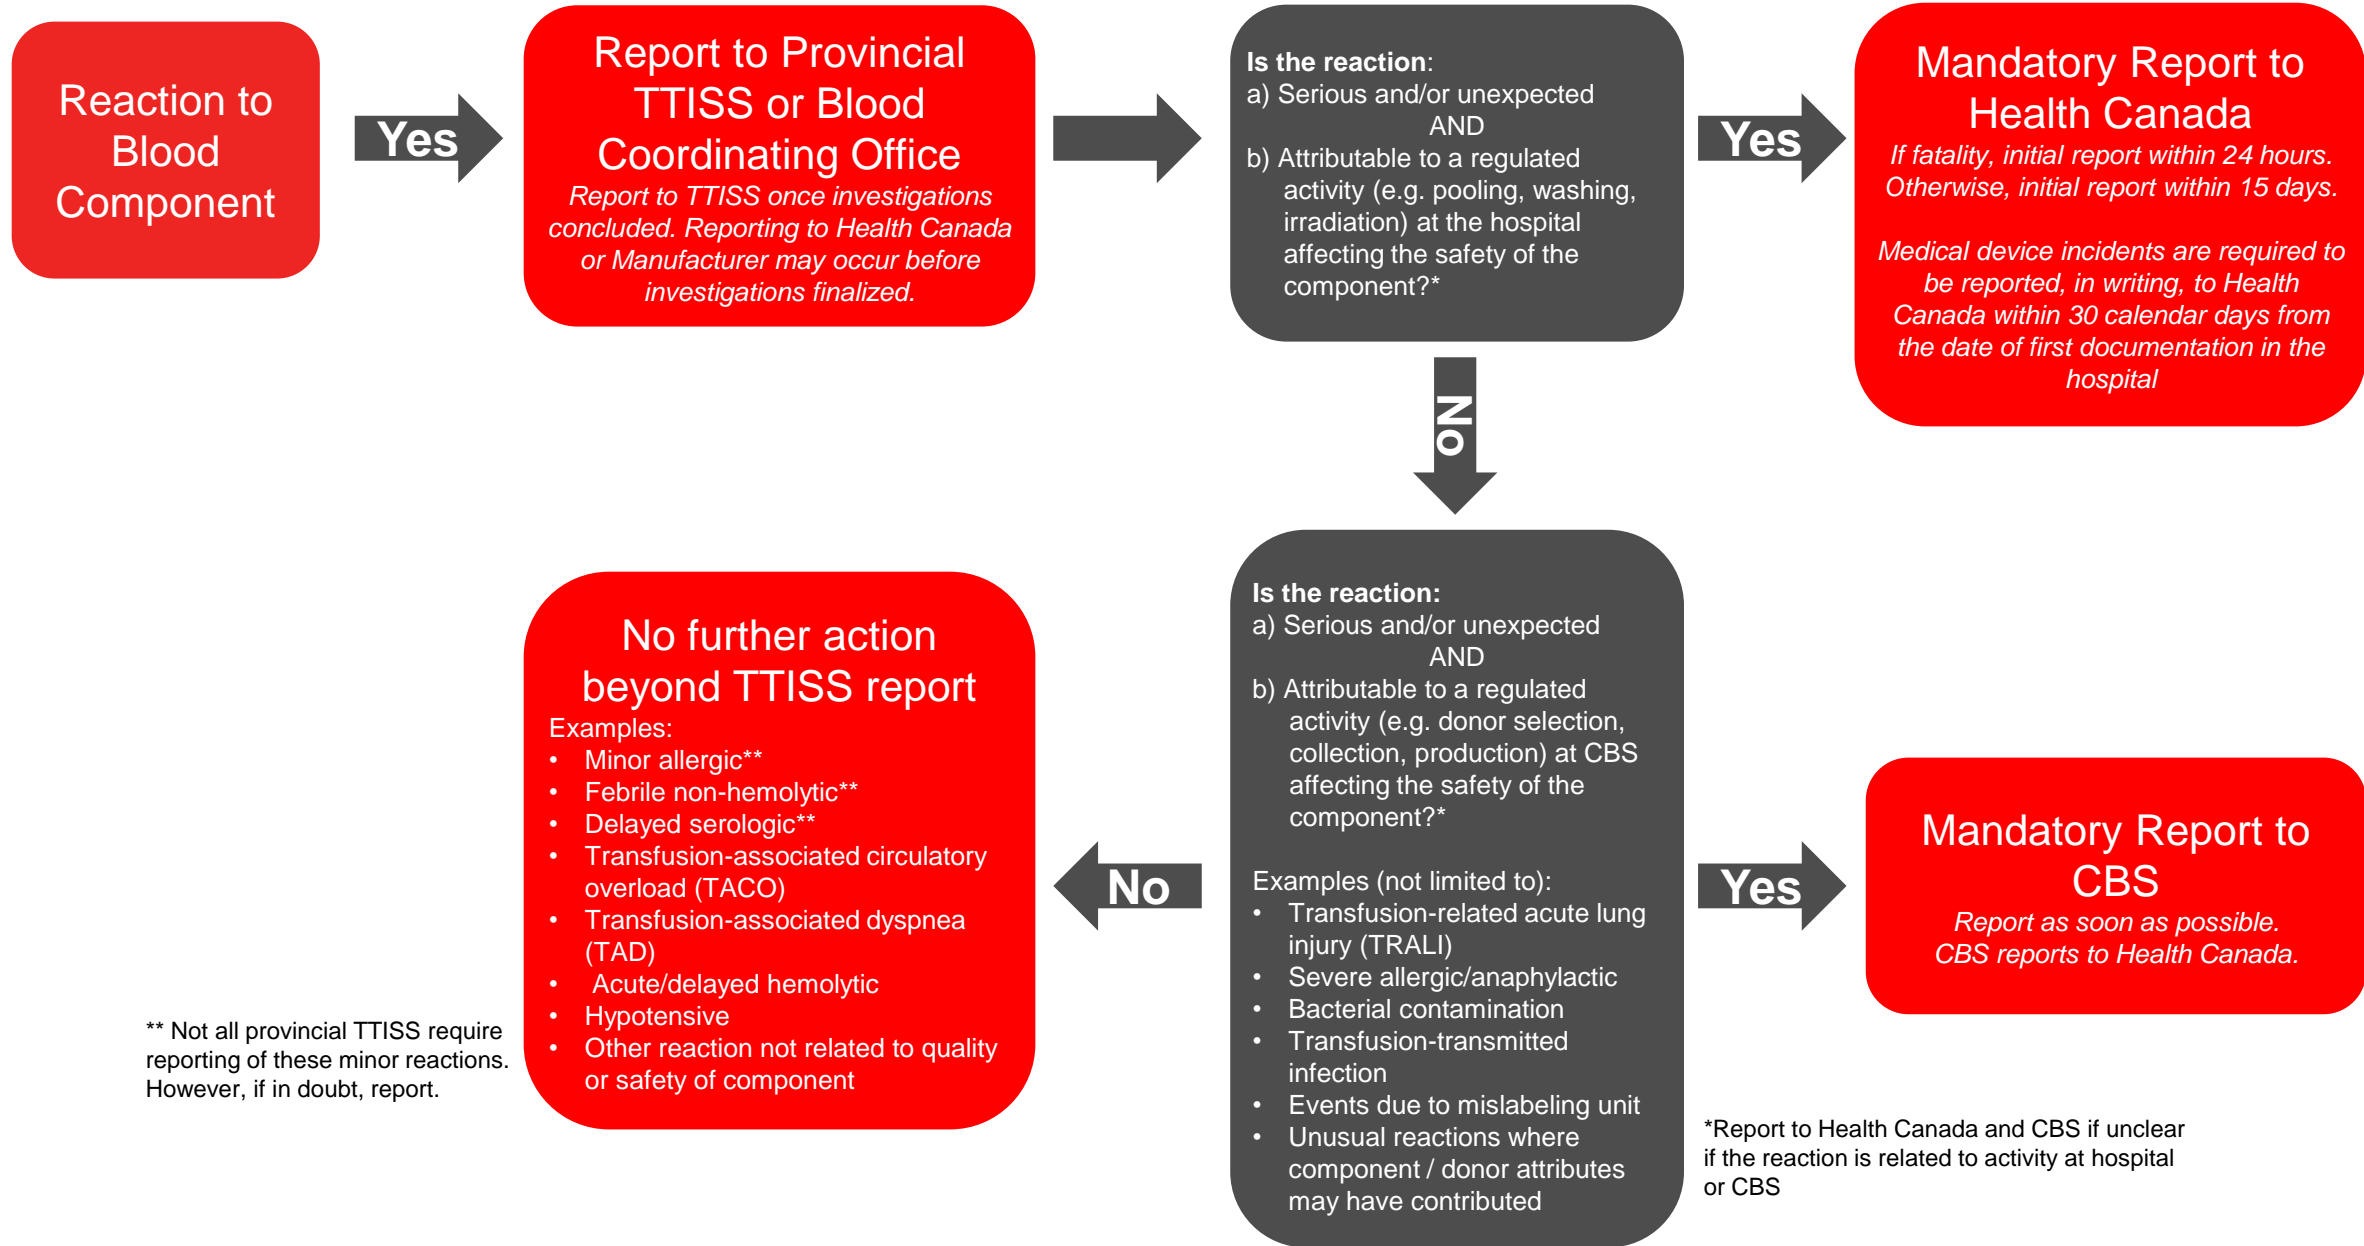 Reaction to
Blood
Component
Yes
Report to Provincial
TTISS or Blood
Coordinating Office
Report to TTISS once investigations
concluded. Reporting to Health Canada
or Manufacturer may occur before
investigations finalized.
Is the reaction:
a) Serious and/or unexpected
AND
b) Attributable to a regulated
activity (e.g. pooling, washing,
irradiation) at the hospital
affecting the safety of the
component?*
Yes
Mandatory Report to
Health Canada
If fatality, initial report within 24 hours.
Otherwise, initial report within 15 days.
Medical device incidents are required to
be reported, in writing, to Health
Canada within 30 calendar days from
the date of first documentation in the
hospital
No
Is the reaction:
a) Serious and/or unexpected
AND
b) Attributable to a regulated
activity (e.g. donor selection,
collection, production) at CBS
affecting the safety of the
component?*
Examples (not limited to):
• Transfusion-related acute lung
injury (TRALI)
• Severe allergic/anaphylactic
• Bacterial contamination
• Transfusion-transmitted
infection
• Events due to mislabeling unit
• Unusual reactions where
component / donor attributes
may have contributed
No
No further action
beyond TTISS report
Examples:
• Minor allergic**
• Febrile non-hemolytic**
• Delayed serologic**
• Transfusion-associated circulatory
overload (TACO)
• Transfusion-associated dyspnea
(TAD)
• Acute/delayed hemolytic
• Hypotensive
• Other reaction not related to quality
or safety of component
** Not all provincial TTISS require
reporting of these minor reactions.
However, if in doubt, report.
Yes
Mandatory Report to
CBS
Report as soon as possible.
CBS reports to Health Canada.
*Report to Health Canada and CBS if unclear
if the reaction is related to activity at hospital
or CBS